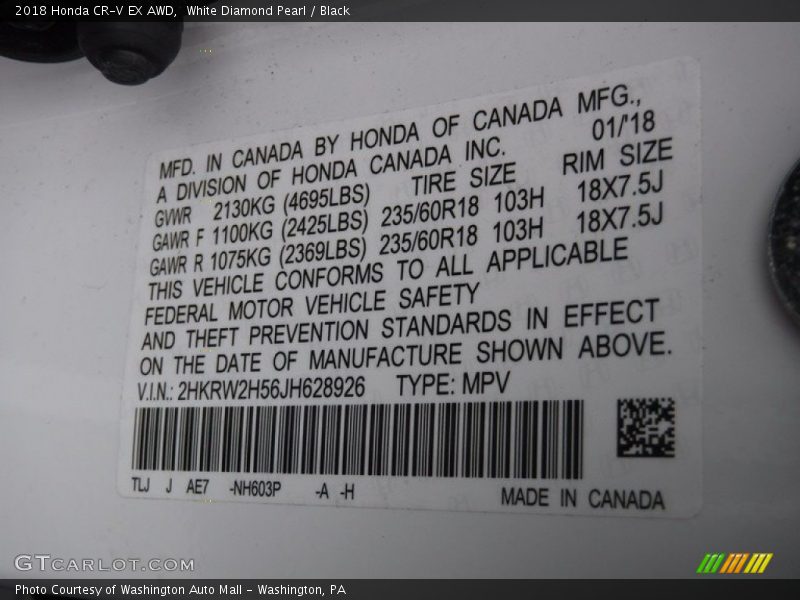 2018 Honda CR-V EX AWD, White Diamond Pearl / Black
MFD. IN CANADA BY HONDA OF CANADA MFG.,
A DIVISION OF HONDA CANADA INC. 01/'18
GVWR 2130KG (4695LBS) TIRE SIZE RIM SIZE
GAWR F 1100KG (2425LBS) 235/60R18 103H 18X7.5J
GAWR R 1075KG (2369LBS) 235/60R18 103H 18X7.5J
THIS VEHICLE CONFORMS TO ALL APPLICABLE
FEDERAL MOTOR VEHICLE SAFETY
AND THEFT PREVENTION STANDARDS IN EFFECT
ON THE DATE OF MANUFACTURE SHOWN ABOVE.
V.I.N.: 2HKRW2H56JH628926 TYPE: MPV
TLJ J AE7 -NH603P -A -H MADE IN CANADA
GTCARLOT.COM
Photo Courtesy of Washington Auto Mall - Washington, PA